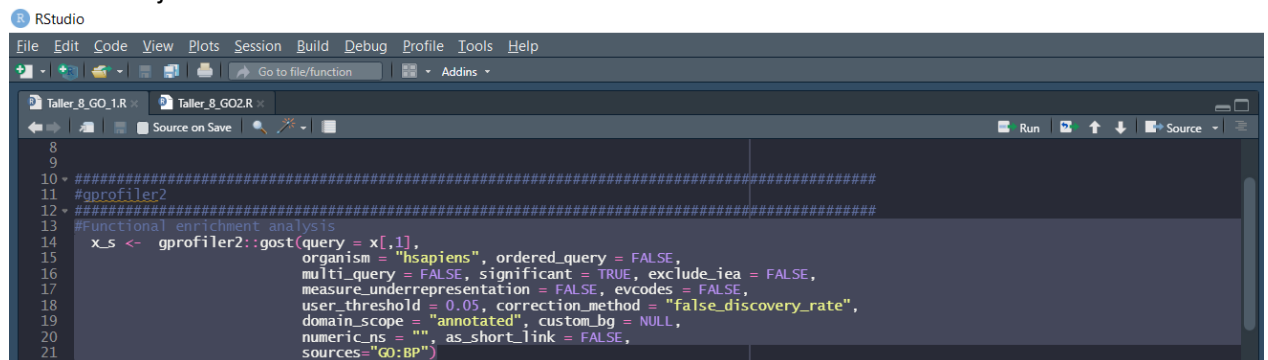 RStudio
File Edit Code View Plots Session Build Debug Profile Tools Help
Go to file/function Addins
Taller_8_GO_1.R Taller_8_GO2.R
Source on Save Run Source
8
9
10 ###############################################################################################
11 #gprofiler2
12 ###############################################################################################
13 #Functional enrichment analysis
14 x_s <- gprofiler2::gost(query = x[,1],
15 organism = "hsapiens", ordered_query = FALSE,
16 multi_query = FALSE, significant = TRUE, exclude_iea = FALSE,
17 measure_underrepresentation = FALSE, evcodes = FALSE,
18 user_threshold = 0.05, correction_method = "false_discovery_rate",
19 domain_scope = "annotated", custom_bg = NULL,
20 numeric_ns = "", as_short_link = FALSE,
21 sources="GO:BP")